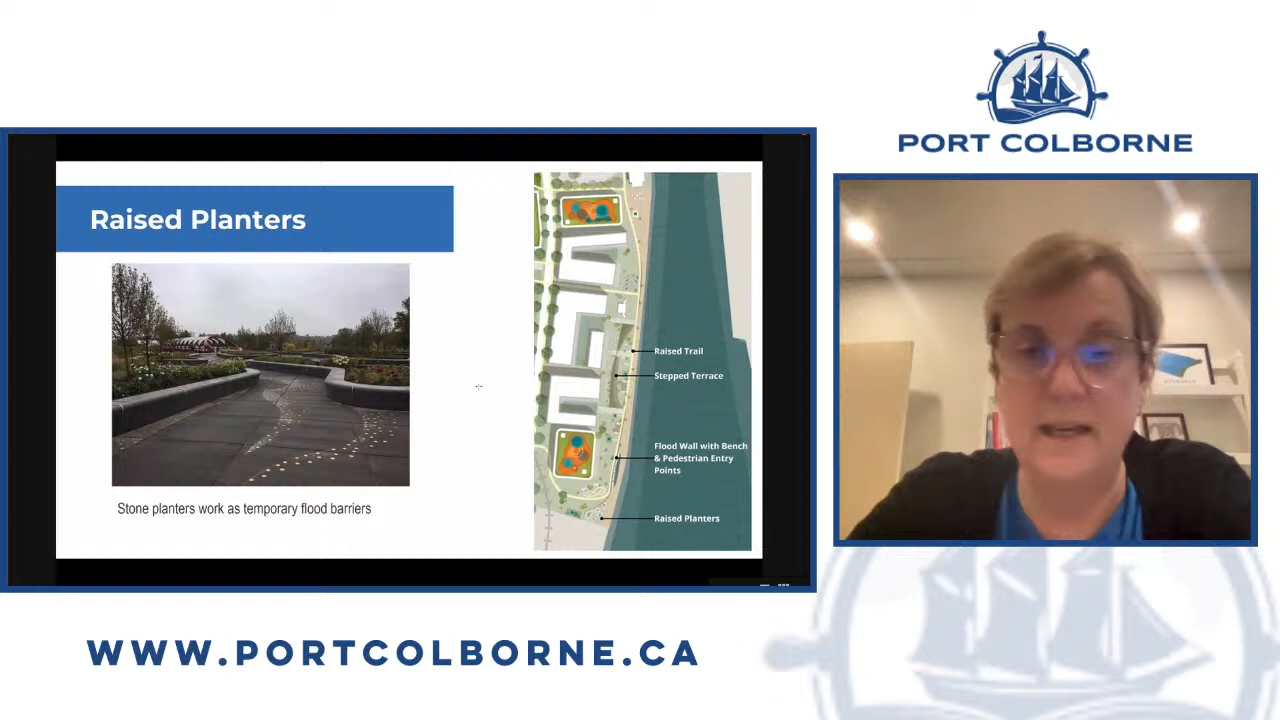 PORT COLBORNE
Raised Planters
Stone planters work as temporary flood barriers
Raised Trail
Stepped Terrace
Flood Wall with Bench
& Pedestrian Entry
Points
Raised Planters
WWW.PORTCOLBORNE.CA